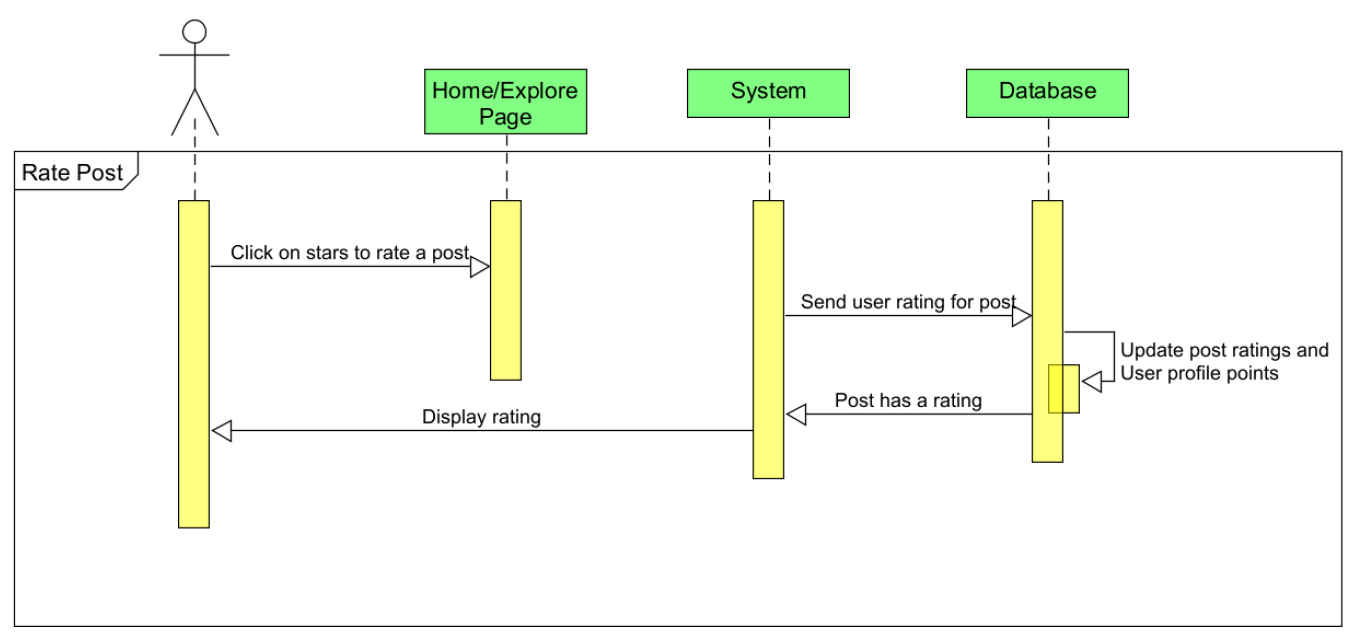 Home/Explore
Page
System
Database
Rate Post
Click on stars to rate a post
Send user rating for post
Update post ratings and
User profile points
Post has a rating
Display rating